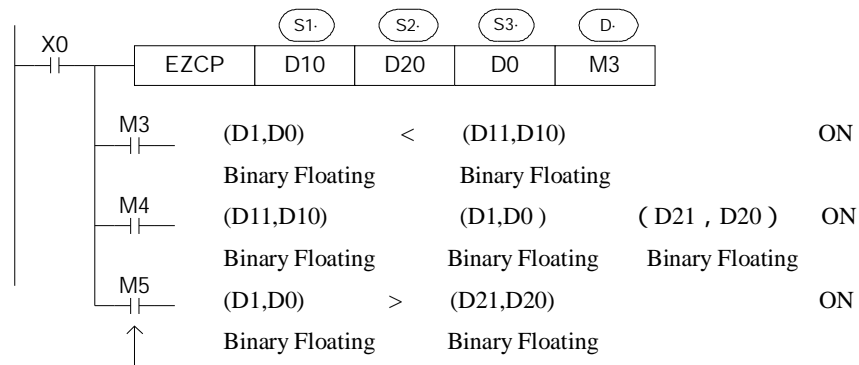 S1· S2· S3· D·
X0
EZCP D10 D20 D0 M3
M3 (D1,D0) < (D11,D10) ON
Binary Floating Binary Floating
M4 (D11,D10) (D1,D0 ) ( D21 , D20 ) ON
Binary Floating Binary Floating Binary Floating
M5 (D1,D0) > (D21,D20) ON
Binary Floating Binary Floating